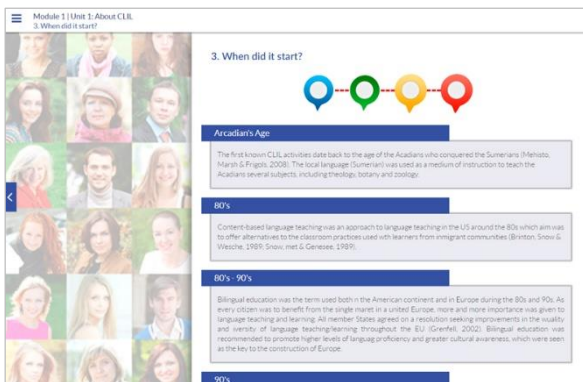 Module 1 | Unit 1: About CLIL
3. When did it start?
3. When did it start?
Arcadian's Age
The first known CLIL activities date back to the age of the Acadians who conquered the Sumerians (Mehisto,
Marsh & Frigols, 2008). The local language (Sumerian) was used as a medium of instruction to teach the
Acadians several subjects, including theology, botany and zoology.
80's
Content-based language teaching was an approach to language teaching in the US around the 80s which aim was
to offer alternatives to the classroom practices used with learners from inmigrant communities (Brinton, Snow &
Wesche, 1989; Snow, met & Genesee, 1989).
80's - 90's
Bilingual education was the term used both n the American continent and in Europe during the 80s and 90s. As
every citizen was to benefit from the single maret in a united Europe, more and more importance was given to
language teaching and learning. All member States agreed on a resolution seeking improvements in the wuality
and iversity of language teaching/learning throughout the EU (Grenfell, 2002). Bilingual education was
recommended to promote higher levels of languag proficiency and greater cultural awareness, which were seen
as the key to the construction of Europe.
90's